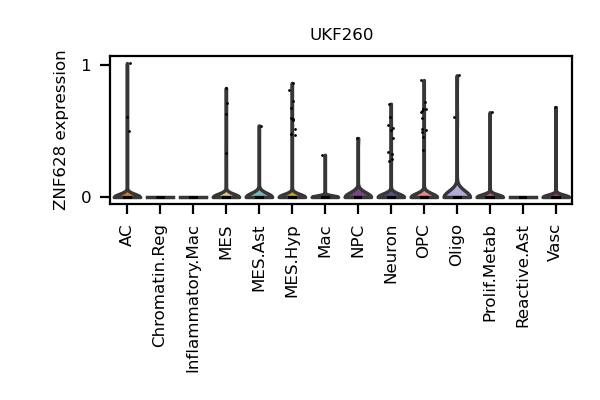 UKF260
ZNF628 expression
1
0
AC
Chromatin.Reg
Inflammatory.Mac
MES
MES.Ast
MES.Hyp
Mac
NPC
Neuron
OPC
Oligo
Prolif.Metab
Reactive.Ast
Vasc